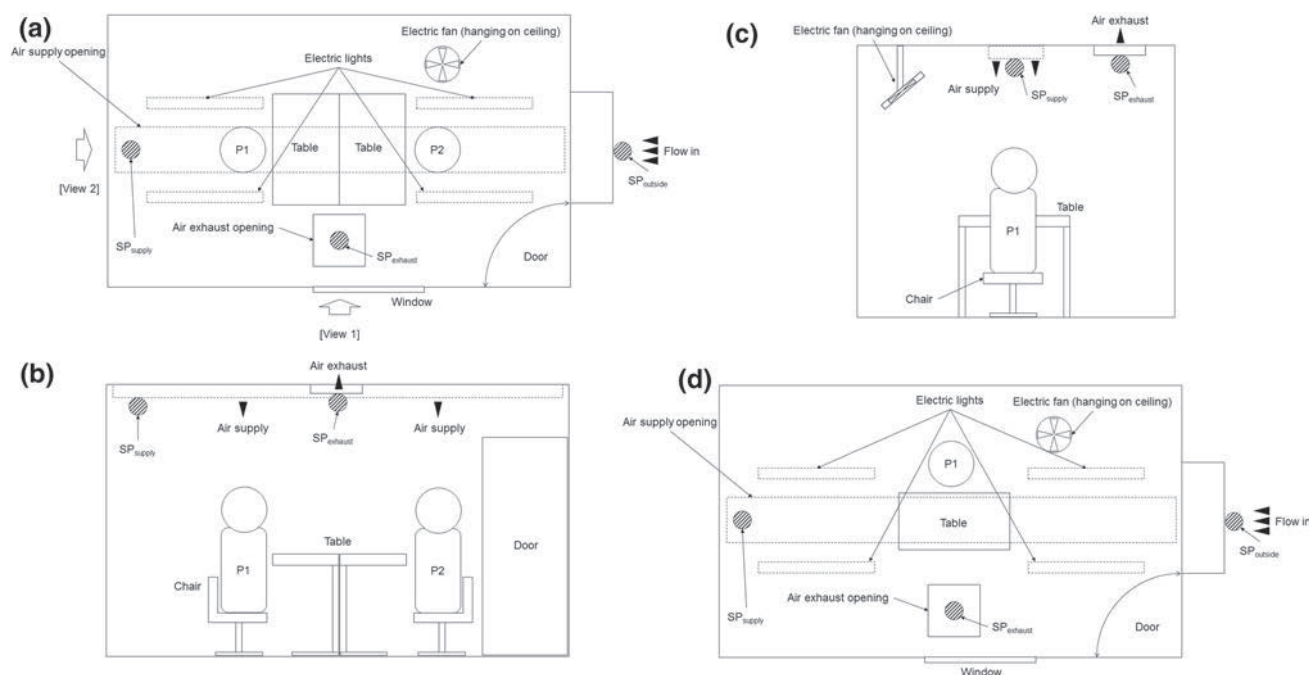 (a)
Electric fan (hanging on ceiling)
Air supply opening
Electric lights
P1
Table
Table
P2
Flow in
[View 2]
SPoutside
Air exhaust opening
SPsupply
SPexhaust
Door
Window
[View 1]
(b)
Air exhaust
Air supply
Air supply
SPsupply
SPexhaust
Table
Door
P1
P2
Chair
(c)
Air exhaust
Electric fan (hanging on ceiling)
Air supply
SPsupply
SPexhaust
Table
P1
Chair
(d)
Electric lights
Electric fan (hanging on ceiling)
Air supply opening
P1
Table
Flow in
SPoutside
Air exhaust opening
SPsupply
SPexhaust
Door
Window